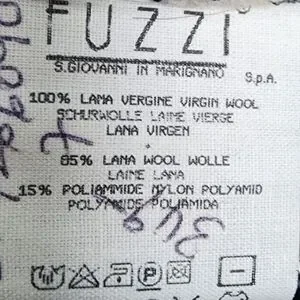 FUZZI
S.GIOVANNI IN MARIGNANO S.p.A.
100% LANA VERGINE VIRGIN WOOL
SCHURWOLLE LAINE VIERGE
LANA VIRGEN
85% LANA WOOL WOLLE
LAINE LANA
15% POLIAMMIDE NYLON POLYAMID
POLYAMIDE POLIAMIDA
P